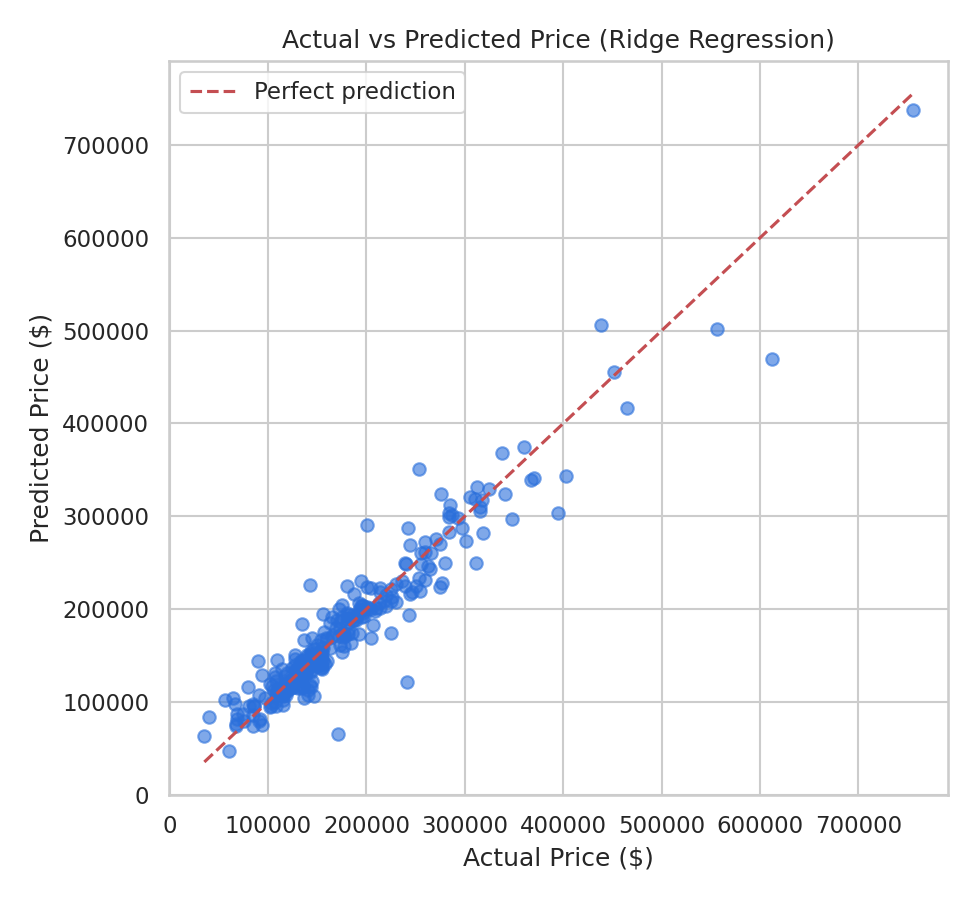 Actual vs Predicted Price (Ridge Regression)
Perfect prediction
700000
600000
500000
400000
300000
200000
100000
0
Predicted Price ($)
0 100000 200000 300000 400000 500000 600000 700000
Actual Price ($)